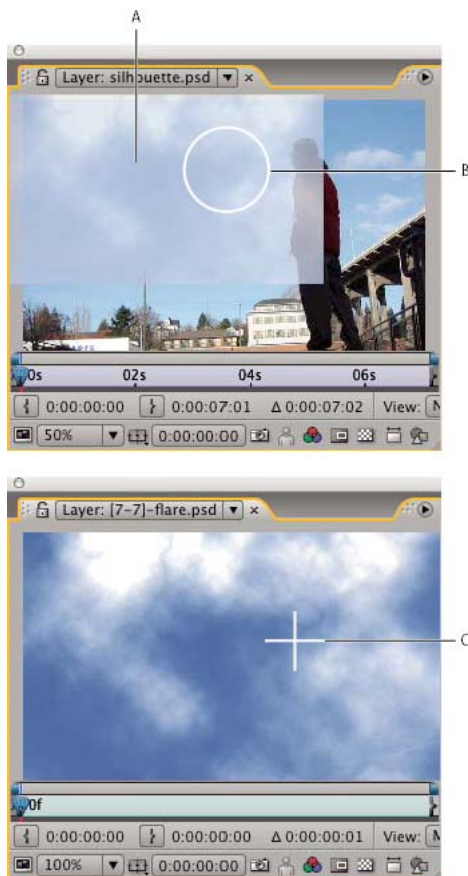 A
Layer: silhouette.psd
B
0s 02s 04s 06s
0:00:00:00 0:00:07:01 Δ 0:00:07:02 View:
50% 0:00:00:00
Layer: [7-7]-flare.psd
C
0f
0:00:00:00 0:00:00:00 Δ 0:00:00:01 View:
100% 0:00:00:00